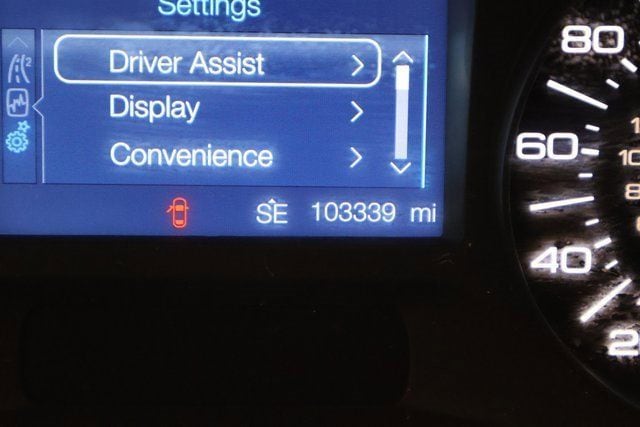 Settings
Driver Assist
Display
Convenience
SE 103339 mi
80
60
40